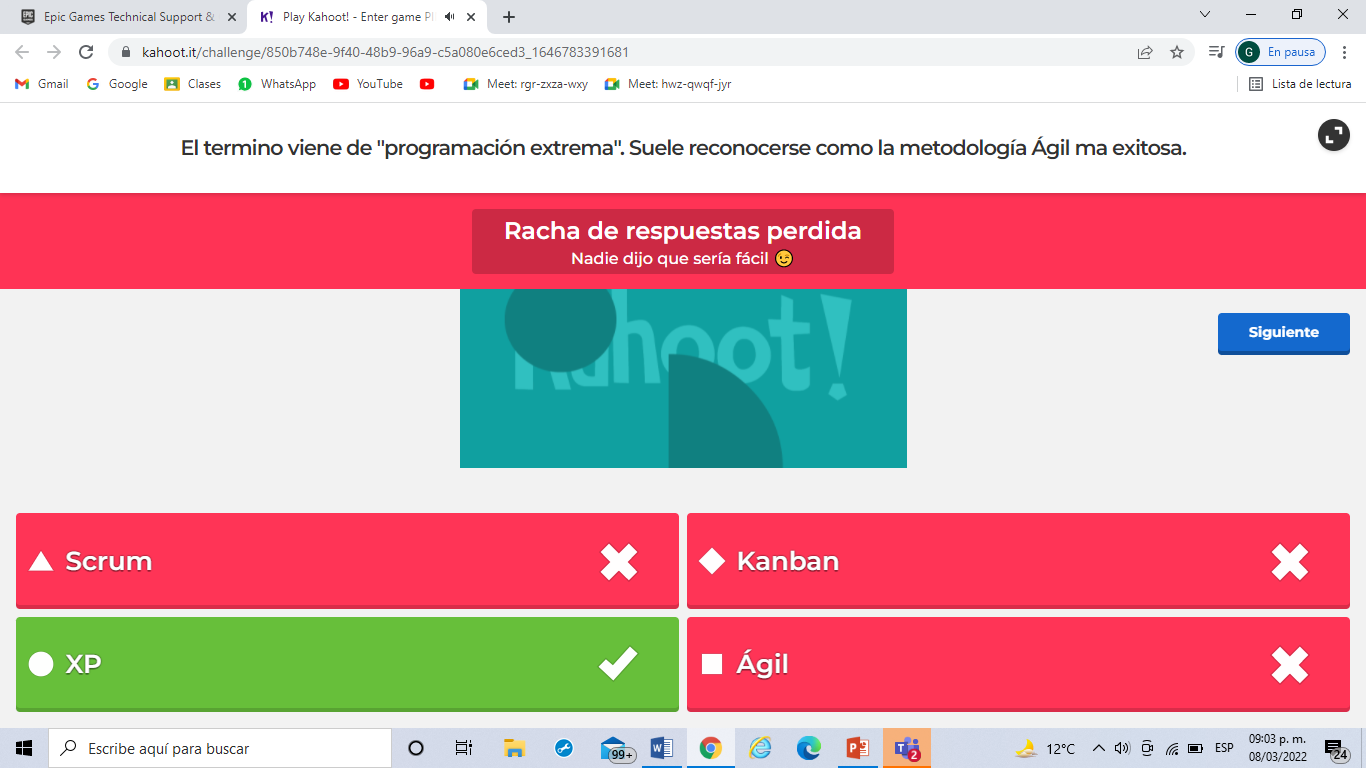 Epic Games Technical Support &
Play Kahoot! - Enter game P
kahoot.it/challenge/850b748e-9f40-48b9-96a9-c5a080e6ced3_1646783391681
G En pausa
Gmail Google Clases WhatsApp YouTube Meet: rgr-zxza-wxy Meet: hwz-qwqf-jyr Lista de lectura
El termino viene de "programación extrema". Suele reconocerse como la metodología Ágil ma exitosa.
Racha de respuestas perdida
Nadie dijo que sería fácil 😉
Kahoot!
Siguiente
Scrum
Kanban
XP
Ágil
Escribe aquí para buscar
99+
2
12°C
ESP
09:03 p. m.
08/03/2022
24